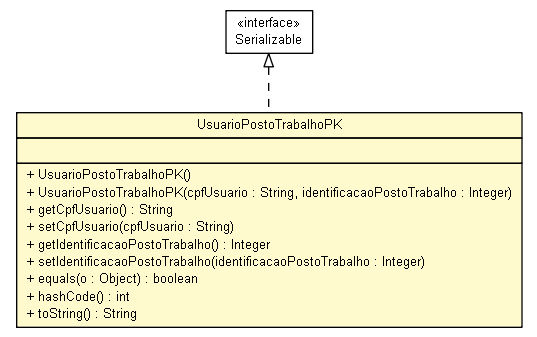 «interface»
Serializable
UsuarioPostoTrabalhoPK
+ UsuarioPostoTrabalhoPK()
+ UsuarioPostoTrabalhoPK(cpfUsuario : String, identificacaoPostoTrabalho : Integer)
+ getCpfUsuario() : String
+ setCpfUsuario(cpfUsuario : String)
+ getIdentificacaoPostoTrabalho() : Integer
+ setIdentificacaoPostoTrabalho(identificacaoPostoTrabalho : Integer)
+ equals(o : Object) : boolean
+ hashCode() : int
+ toString() : String